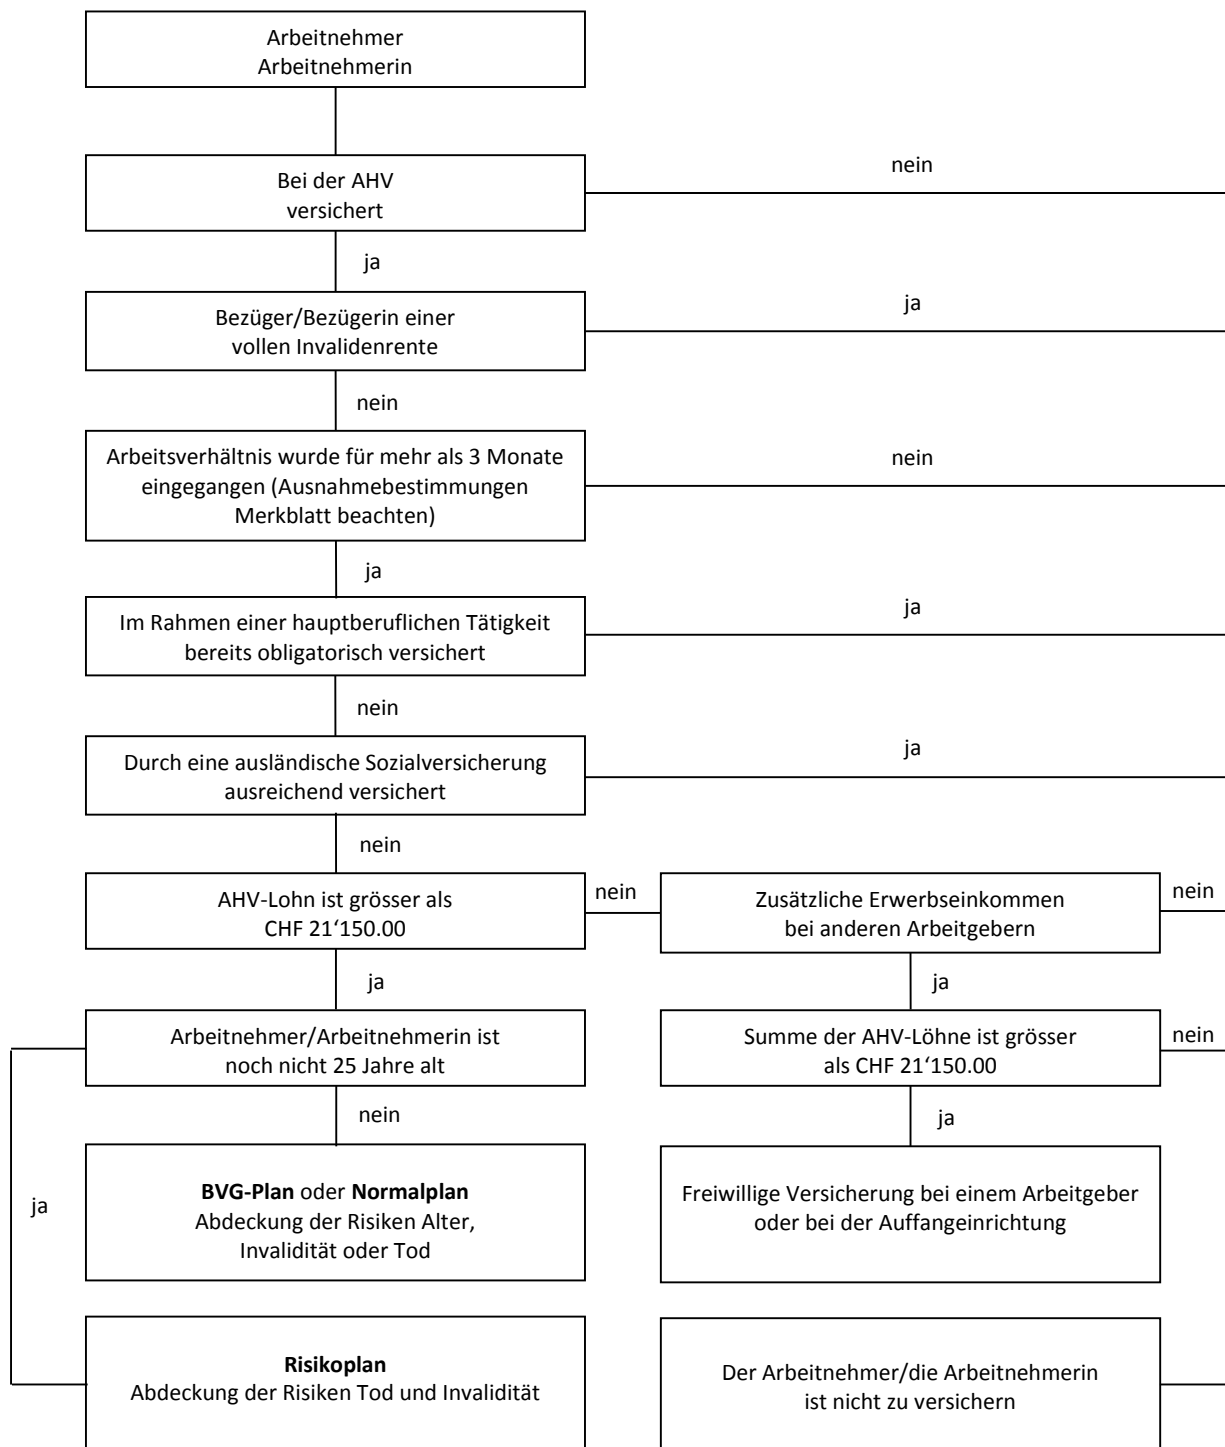 Arbeitnehmer
Arbeitnehmerin
Bei der AHV
versichert
nein
ja
Bezüger/Bezügerin einer
vollen Invalidenrente
ja
nein
Arbeitsverhältnis wurde für mehr als 3 Monate
eingegangen (Ausnahmebestimmungen
Merkblatt beachten)
nein
ja
Im Rahmen einer hauptberuflichen Tätigkeit
bereits obligatorisch versichert
ja
nein
Durch eine ausländische Sozialversicherung
ausreichend versichert
ja
nein
AHV-Lohn ist grösser als
CHF 21‘150.00
nein
Zusätzliche Erwerbseinkommen
bei anderen Arbeitgebern
nein
ja
ja
Arbeitnehmer/Arbeitnehmerin ist
noch nicht 25 Jahre alt
Summe der AHV-Löhne ist grösser
als CHF 21‘150.00
nein
nein
ja
ja
BVG-Plan oder Normalplan
Abdeckung der Risiken Alter,
Invalidität oder Tod
Freiwillige Versicherung bei einem Arbeitgeber
oder bei der Auffangeinrichtung
Risikoplan
Abdeckung der Risiken Tod und Invalidität
Der Arbeitnehmer/die Arbeitnehmerin
ist nicht zu versichern